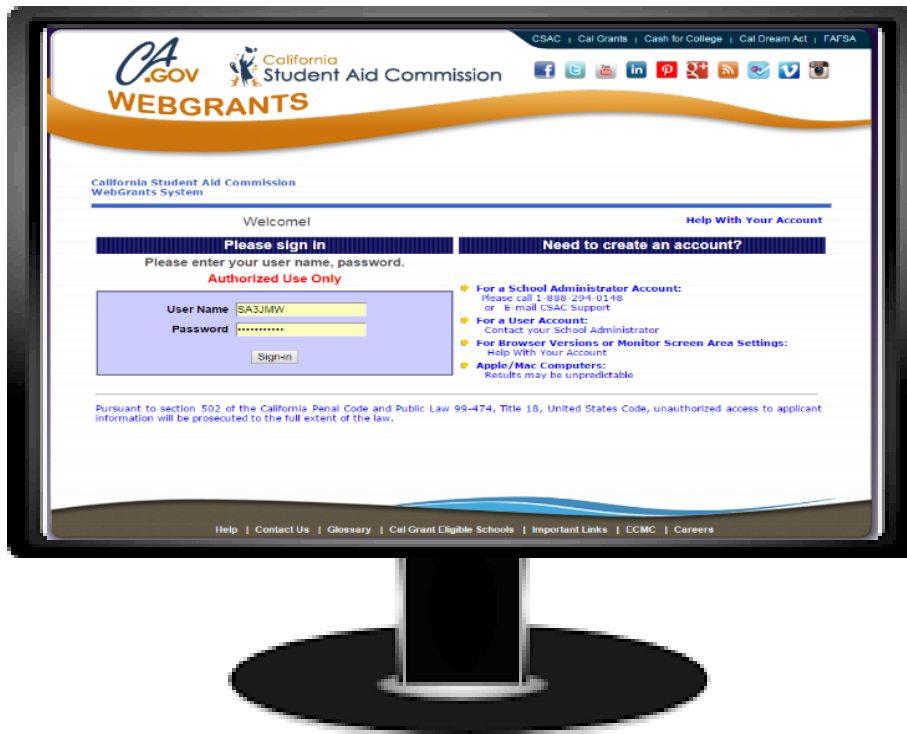 CSAC | Cal Grants | Cash for College | Cal Dream Act | FAFSA
CA.GOV
California
Student Aid Commission
WEBGRANTS
California Student Aid Commission
WebGrants System
Welcome!
Help With Your Account
Please sign in
Please enter your user name, password.
Authorized Use Only
User Name SA3JMW
Password •••••••••••
Sign-in
Need to create an account?
For a School Administrator Account:
Please call 1-888-294-0148
or E-mail CSAC Support
For a User Account:
Contact your School Administrator
For Browser Versions or Monitor Screen Area Settings:
Help With Your Account
Apple/Mac Computers:
Results may be unpredictable
Pursuant to section 502 of the California Penal Code and Public Law 99-474, Title 18, United States Code, unauthorized access to applicant
information will be prosecuted to the full extent of the law.
Help | Contact Us | Glossary | Cal Grant Eligible Schools | Important Links | ECMC | Careers